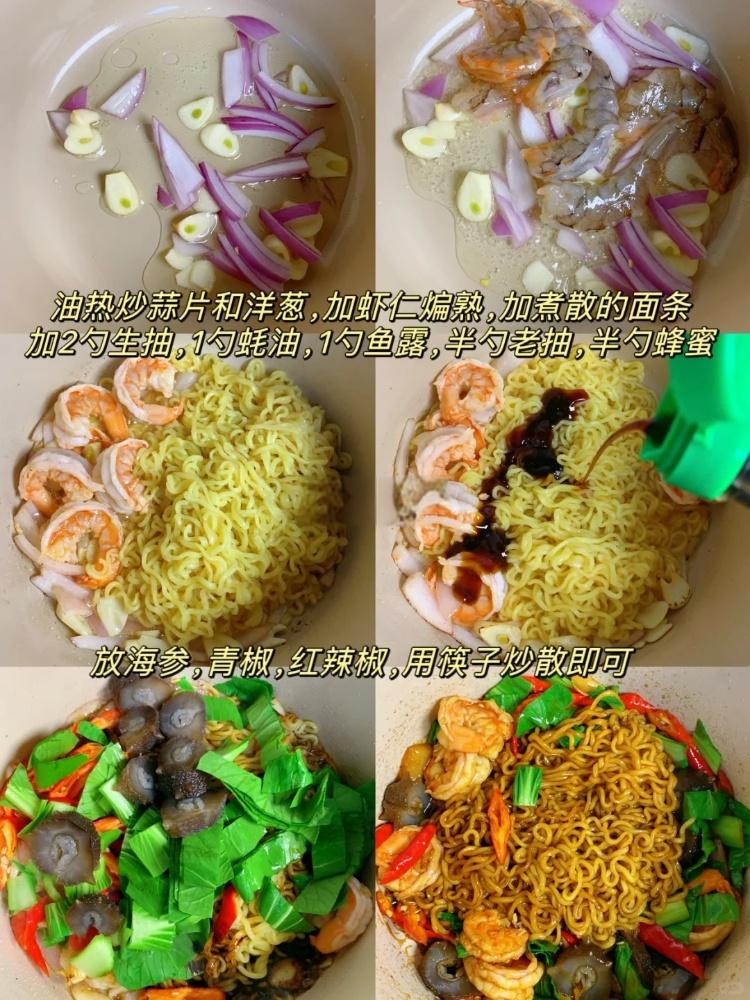 油热炒蒜片和洋葱,加虾仁煸熟,加煮散的面条
加2勺生抽,1勺蚝油,1勺鱼露,半勺老抽,半勺蜂蜜
放海参,青椒,红辣椒,用筷子炒散即可